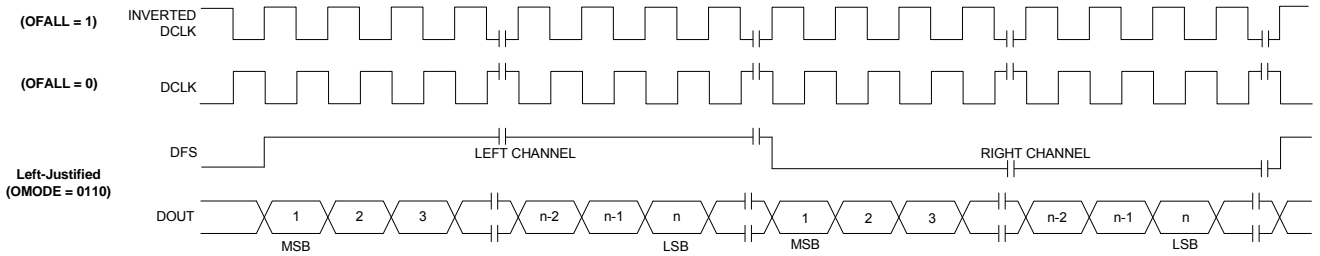 (OFALL = 1)
INVERTED
DCLK
(OFALL = 0)
DCLK
DFS
LEFT CHANNEL
RIGHT CHANNEL
Left-Justified
(OMODE = 0110)
DOUT
1 2 3 n-2 n-1 n 1 2 3 n-2 n-1 n
MSB LSB MSB LSB